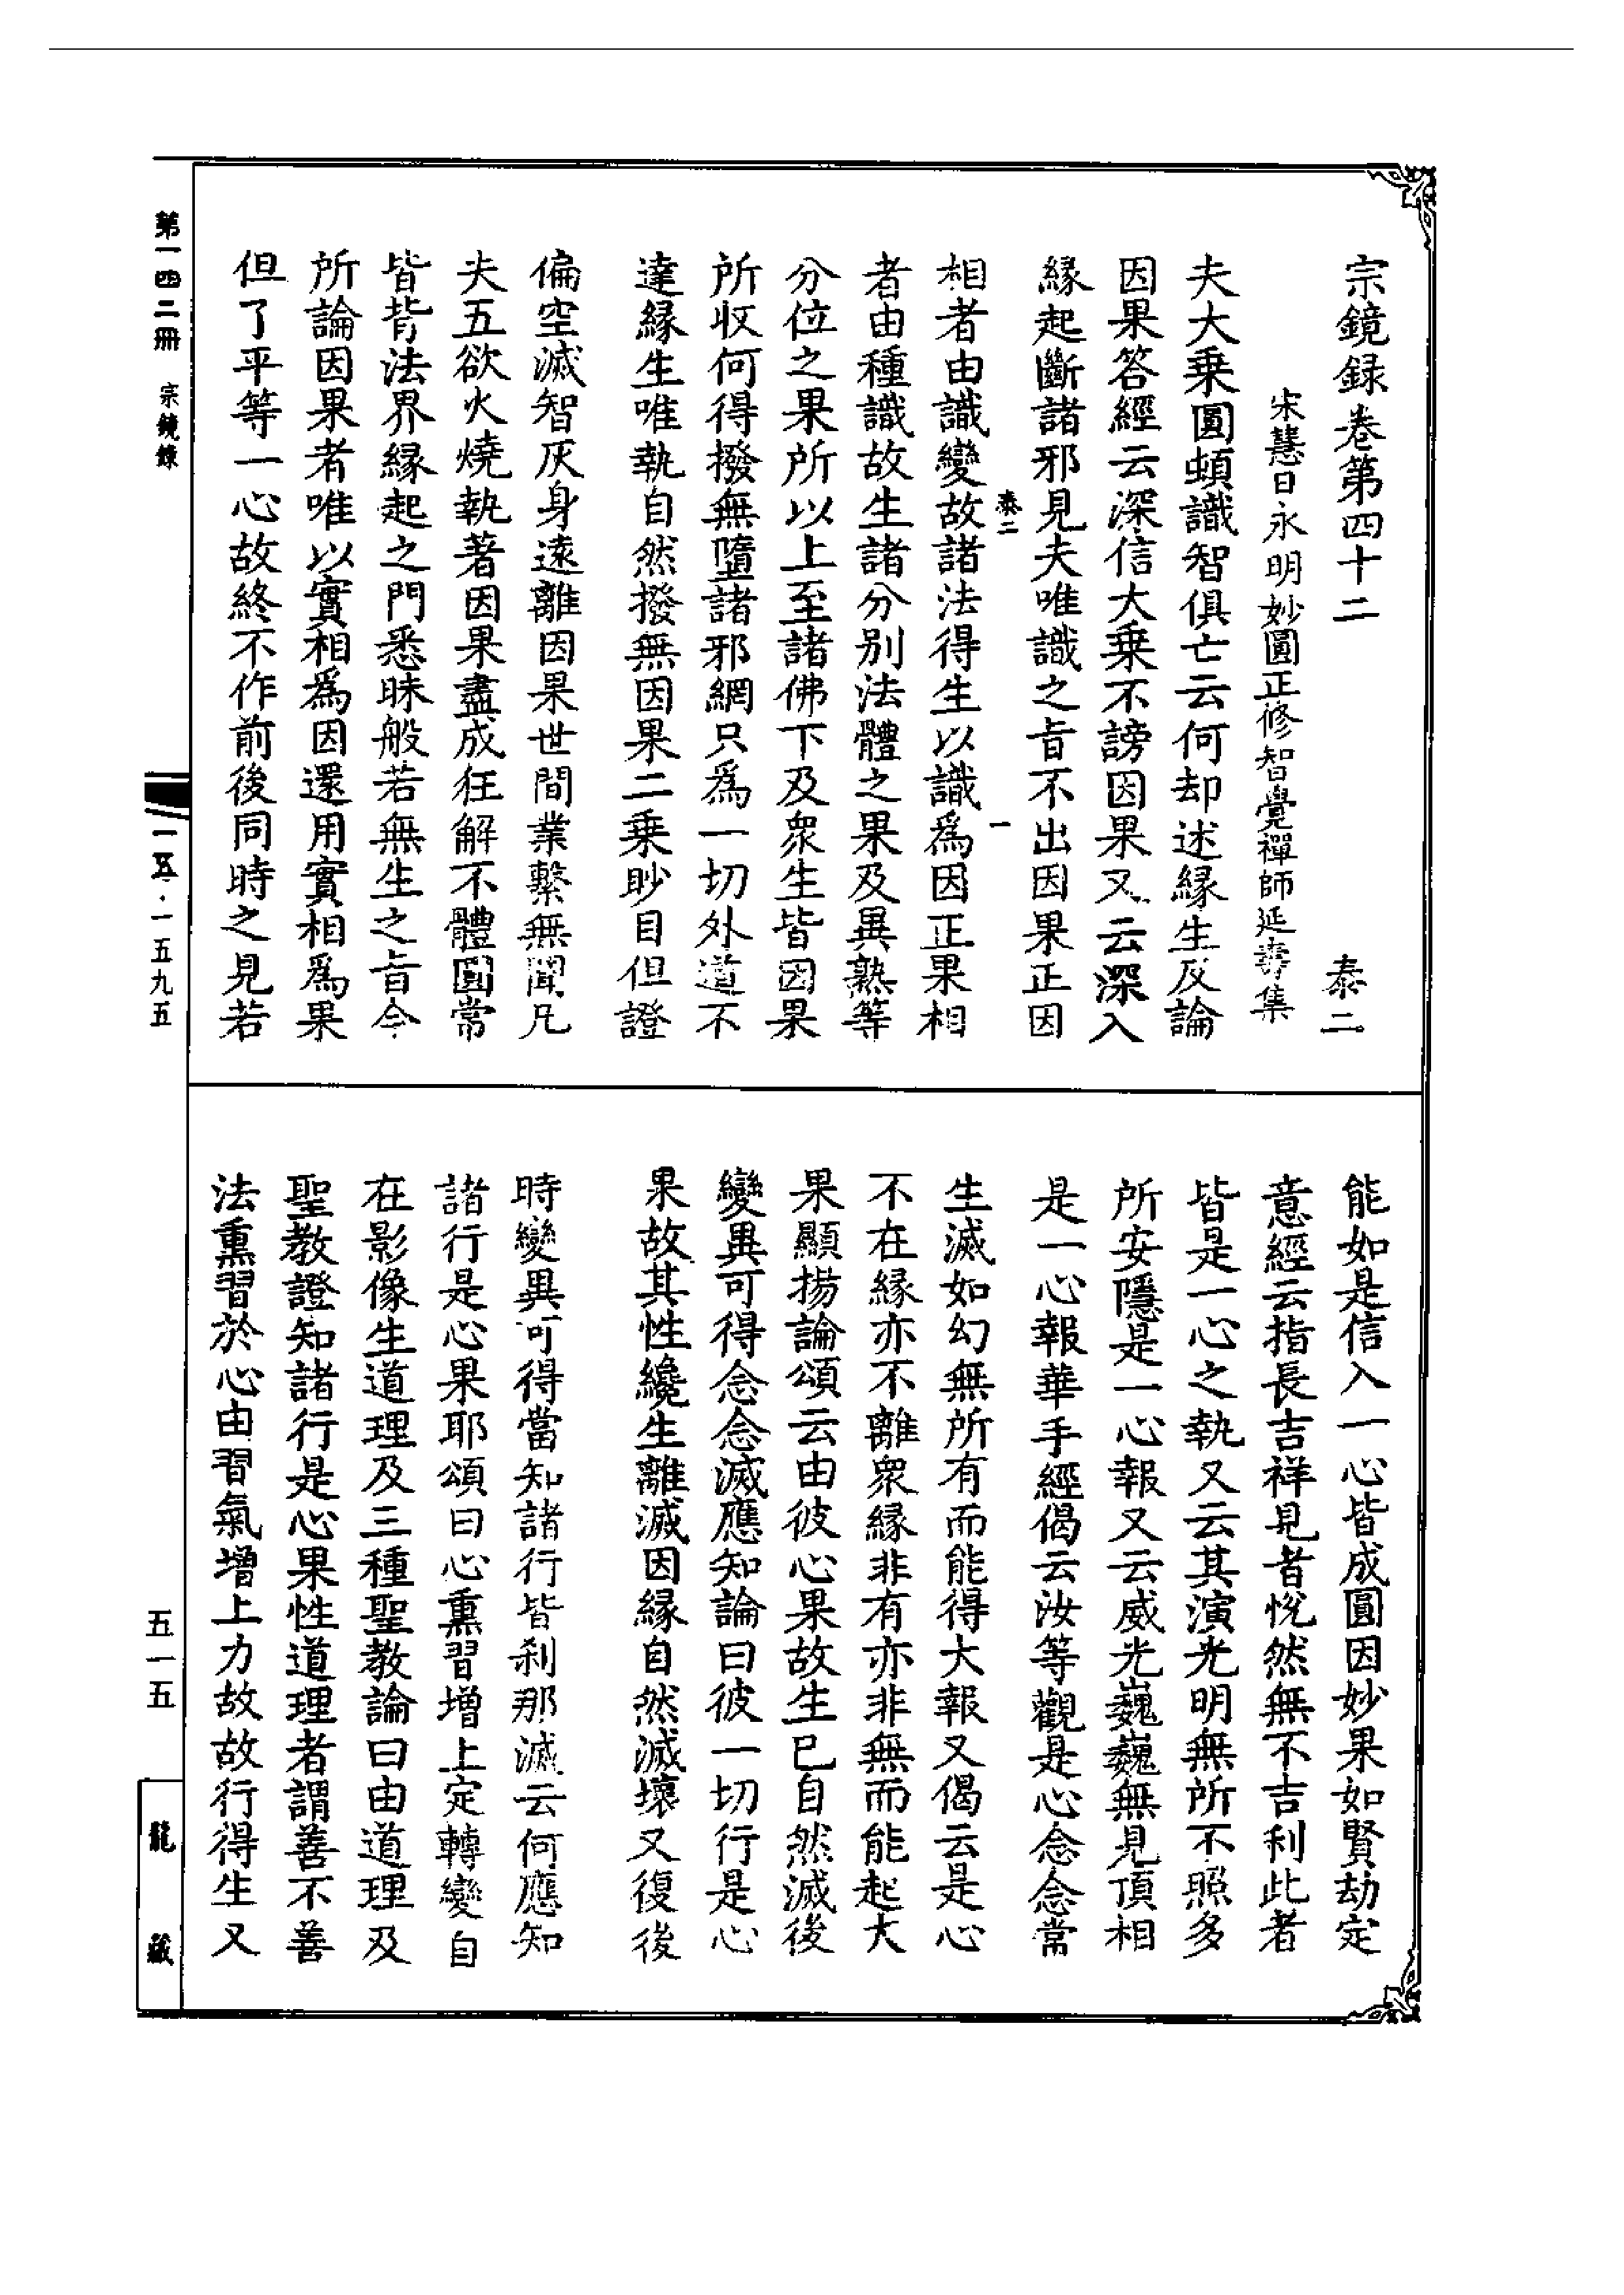 宗鏡録卷第四十二　泰二
宋慧日永明妙圓正修智覺禪師延壽集
夫大乗圓頓識智俱亡云何却述縁生反論
因果答經云深信大乗不謗因果又云深入
縁起斷諸邪見夫唯識之旨不出因果正因
泰二　一
相者由識變故諸法得生以識爲因正果相
者由種識故生諸分别法體之果及異熟等
分位之果所以上至諸佛下及衆生皆因果
所収何得撥無墮諸邪網只爲一切外道不
達縁生唯執自然撥無因果二乗眇目但證
偏空滅智灰身遠離因果世間業繫無聞凡
夫五欲火燒執著因果盡成狂解不體圓常
皆背法界縁起之門悉昧般若無生之旨今
所論因果者唯以實相爲因還用實相爲果
但了平等一心故終不作前後同時之見若
能如是信入一心皆成圓因妙果如賢劫定
意經云指長吉祥見者恱然無不吉利此者
皆是一心之執又云其演光明無所不照多
所安隱是一心報又云威光巍巍無見頂相
是一心報華手經偈云汝等觀是心念念常
生滅如幻無所有而能得大報又偈云是心
不在縁亦不離衆縁非有亦非無而能起大
果顯揚論頌云由彼心果故生已自然滅後
變異可得念念滅應知論曰彼一切行是心
果故其性纔生離滅因縁自然滅壞又復後
時變異可得當知諸行皆刹那滅云何應知
諸行是心果耶頌曰心熏習增上定轉變自
在影像生道理及三種聖教論曰由道理及
聖教證知諸行是心果性道理者謂善不善
法熏習於心由習氣增上力故故行得生又
第一四二冊　宗鏡錄
一五·一五九五
五一五
龍藏